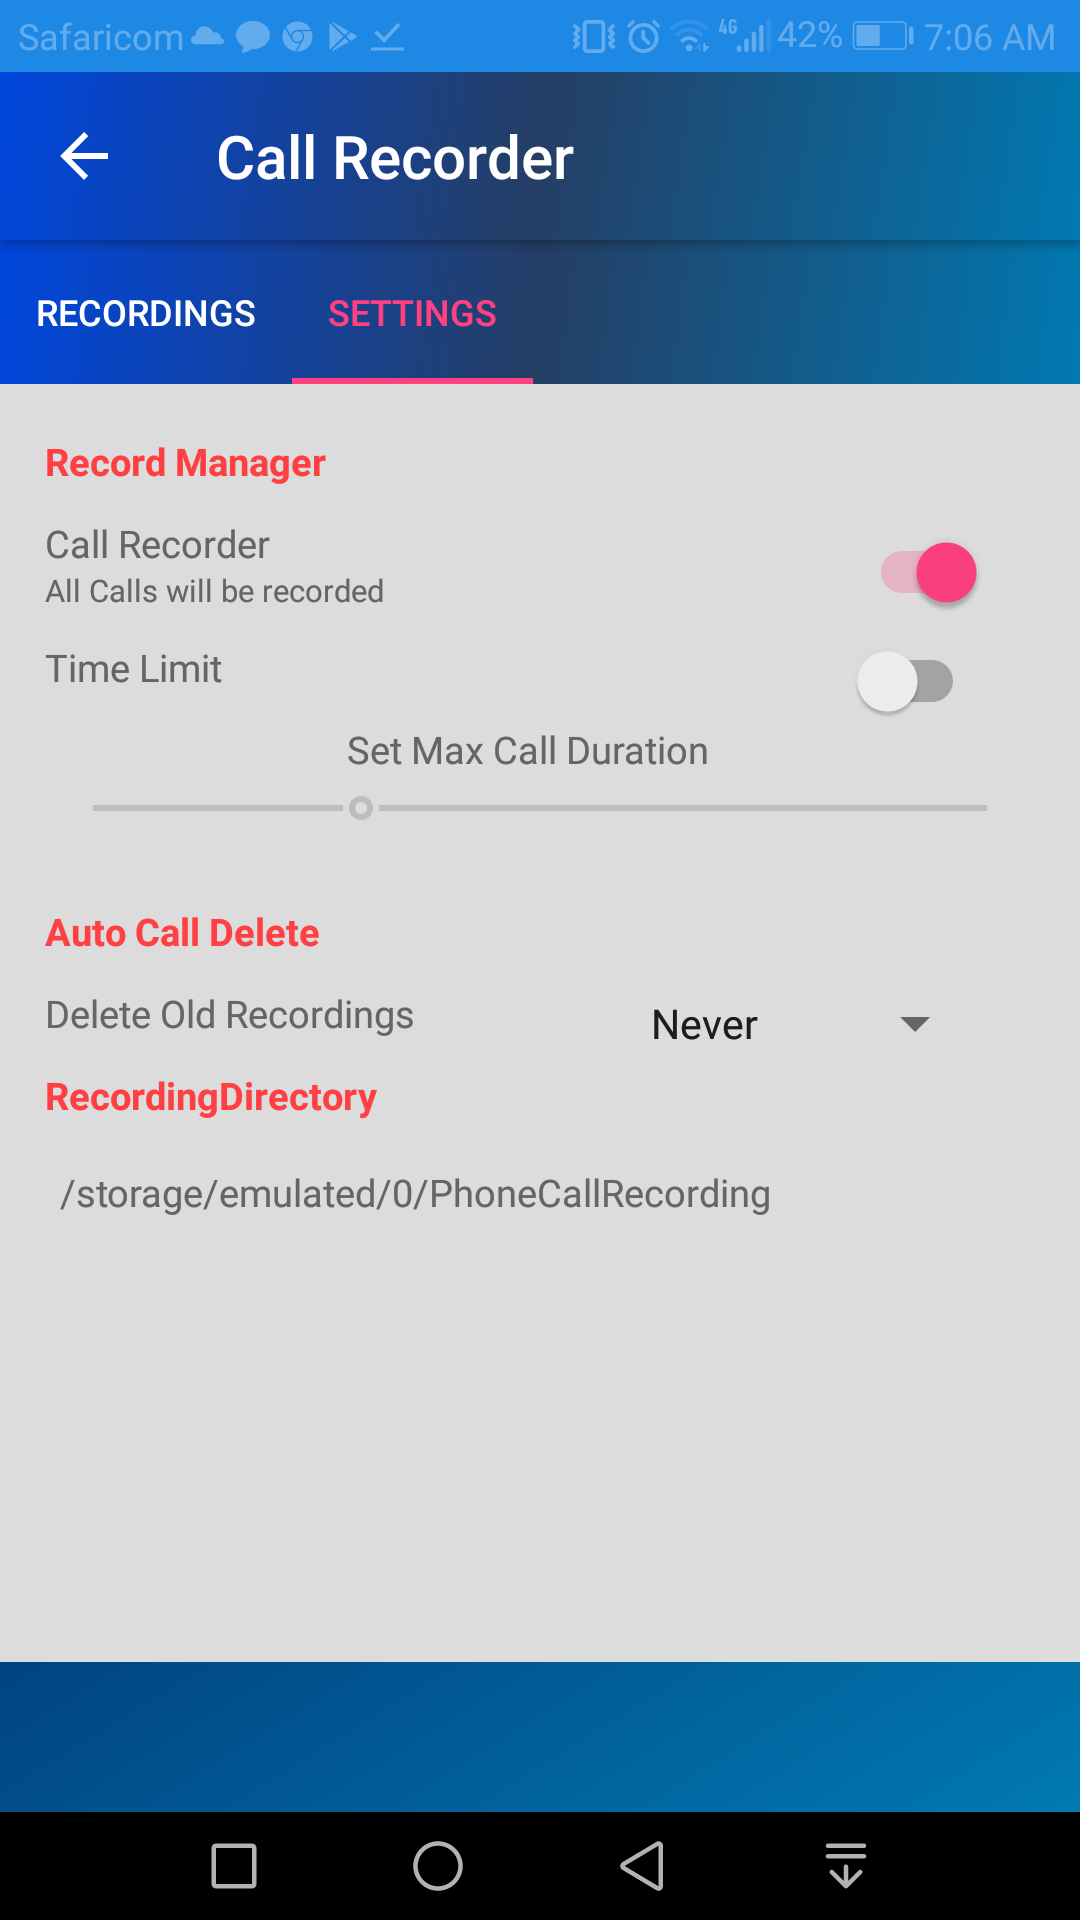 Safaricom 4G 42% 7:06 AM
Call Recorder
RECORDINGS SETTINGS
Record Manager
Call Recorder
All Calls will be recorded
Time Limit
Set Max Call Duration
Auto Call Delete
Delete Old Recordings Never
RecordingDirectory
/storage/emulated/0/PhoneCallRecording